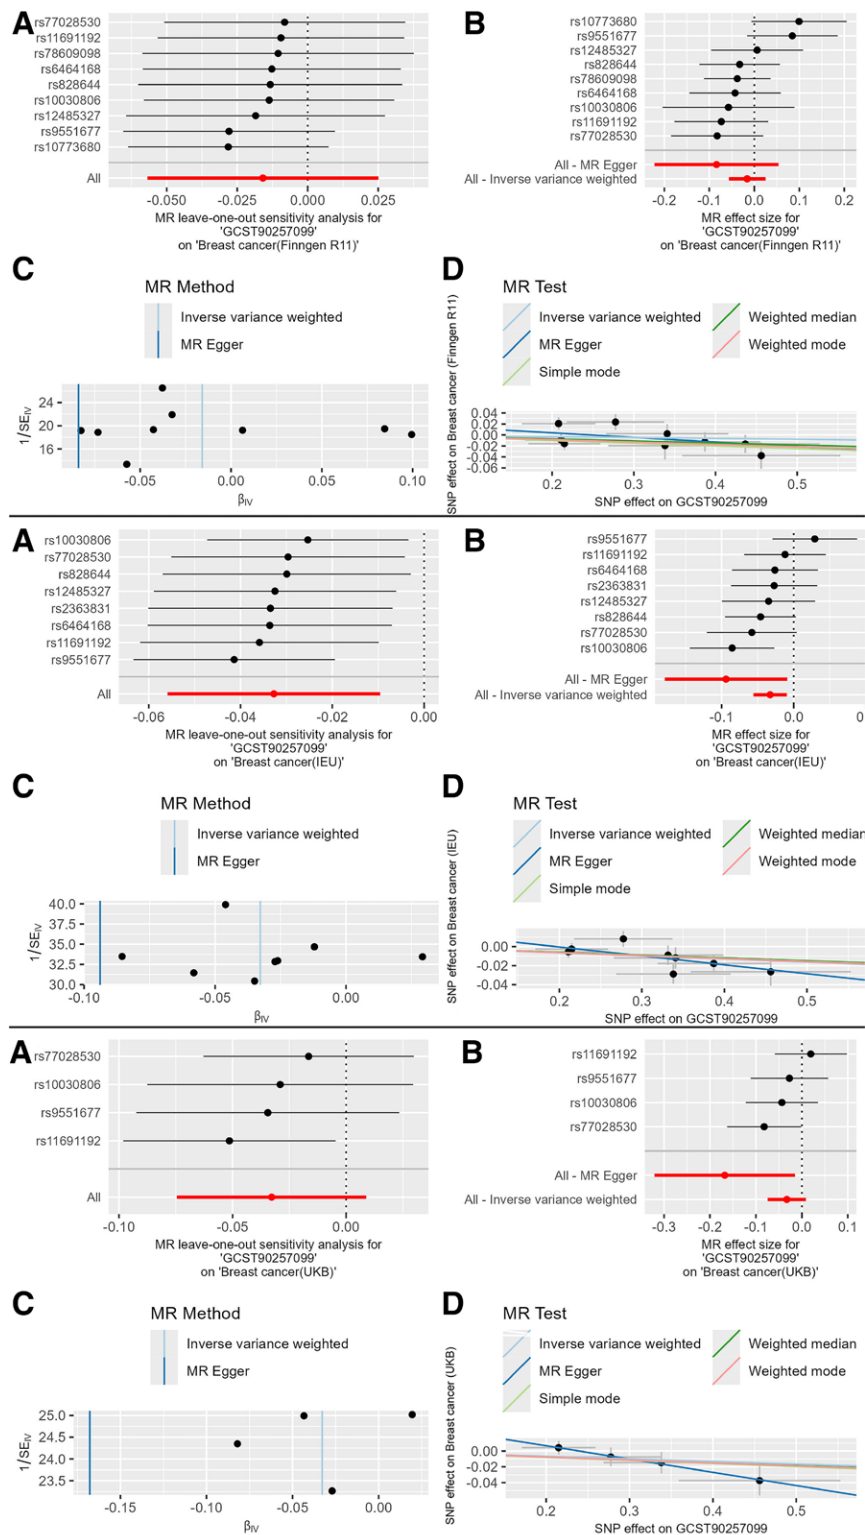 A
rs77028530
rs11691192
rs78609098
rs6464168
rs828644
rs10030806
rs12485327
rs9551677
rs10773680
All
-0.050
-0.025
0.000
0.025
MR leave-one-out sensitivity analysis for
'GCST90257099'
on 'Breast cancer(Finngen R11)'
B
rs10773680
rs9551677
rs12485327
rs828644
rs78609098
rs6464168
rs10030806
rs11691192
rs77028530
All - MR Egger
All - Inverse variance weighted
-0.2
-0.1
0.0
0.1
0.2
MR effect size for
'GCST90257099'
on 'Breast cancer(Finngen R11)'
C
MR Method
Inverse variance weighted
MR Egger
1/SEIV
24
20
16
-0.05
0.00
0.05
0.10
βIV
D
MR Test
Inverse variance weighted
MR Egger
Simple mode
Weighted median
Weighted mode
SNP effect on Breast cancer (Finngen R11)
0.04
0.02
0.00
-0.02
-0.04
-0.06
0.2
0.3
0.4
0.5
SNP effect on GCST90257099
A
rs10030806
rs77028530
rs828644
rs12485327
rs2363831
rs6464168
rs11691192
rs9551677
All
-0.06
-0.04
-0.02
0.00
MR leave-one-out sensitivity analysis for
'GCST90257099'
on 'Breast cancer(IEU)'
B
rs9551677
rs11691192
rs6464168
rs2363831
rs12485327
rs828644
rs77028530
rs10030806
All - MR Egger
All - Inverse variance weighted
-0.1
0.0
0
MR effect size for
'GCST90257099'
on 'Breast cancer(IEU)'
C
MR Method
Inverse variance weighted
MR Egger
1/SEIV
40.0
37.5
35.0
32.5
30.0
-0.10
-0.05
0.00
βIV
D
MR Test
Inverse variance weighted
MR Egger
Simple mode
Weighted median
Weighted mode
SNP effect on Breast cancer (IEU)
0.00
-0.02
-0.04
0.2
0.3
0.4
0.5
SNP effect on GCST90257099
A
rs77028530
rs10030806
rs9551677
rs11691192
All
-0.10
-0.05
0.00
MR leave-one-out sensitivity analysis for
'GCST90257099'
on 'Breast cancer(UKB)'
B
rs11691192
rs9551677
rs10030806
rs77028530
All - MR Egger
All - Inverse variance weighted
-0.3
-0.2
-0.1
0.0
0.1
MR effect size for
'GCST90257099'
on 'Breast cancer(UKB)'
C
MR Method
Inverse variance weighted
MR Egger
1/SEIV
25.0
24.5
24.0
23.5
-0.15
-0.10
-0.05
0.00
βIV
D
MR Test
Inverse variance weighted
MR Egger
Simple mode
Weighted median
Weighted mode
SNP effect on Breast cancer (UKB)
0.00
-0.02
-0.04
0.2
0.3
0.4
0.5
SNP effect on GCST90257099